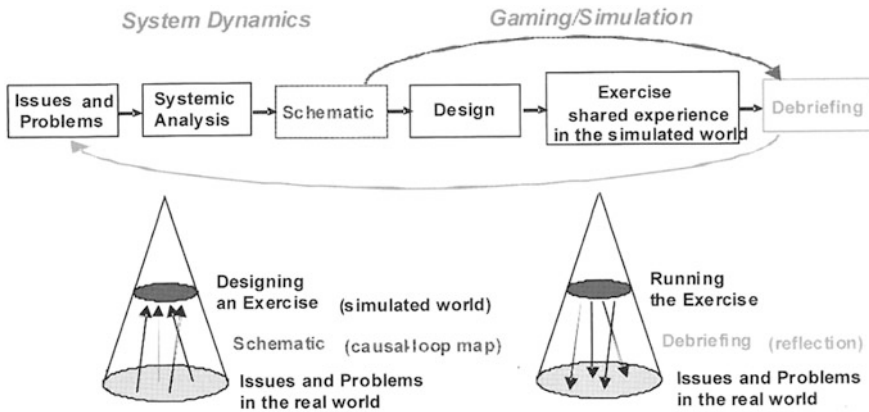 System Dynamics
Gaming/Simulation
Issues and
Problems
Systemic
Analysis
Schematic
Design
Exercise
shared experience
in the simulated world
Debriefing
Designing
an Exercise (simulated world)
Schematic (causal-loop map)
Issues and Problems
in the real world
Running
the Exercise
Debriefing (reflection)
Issues and Problems
in the real world